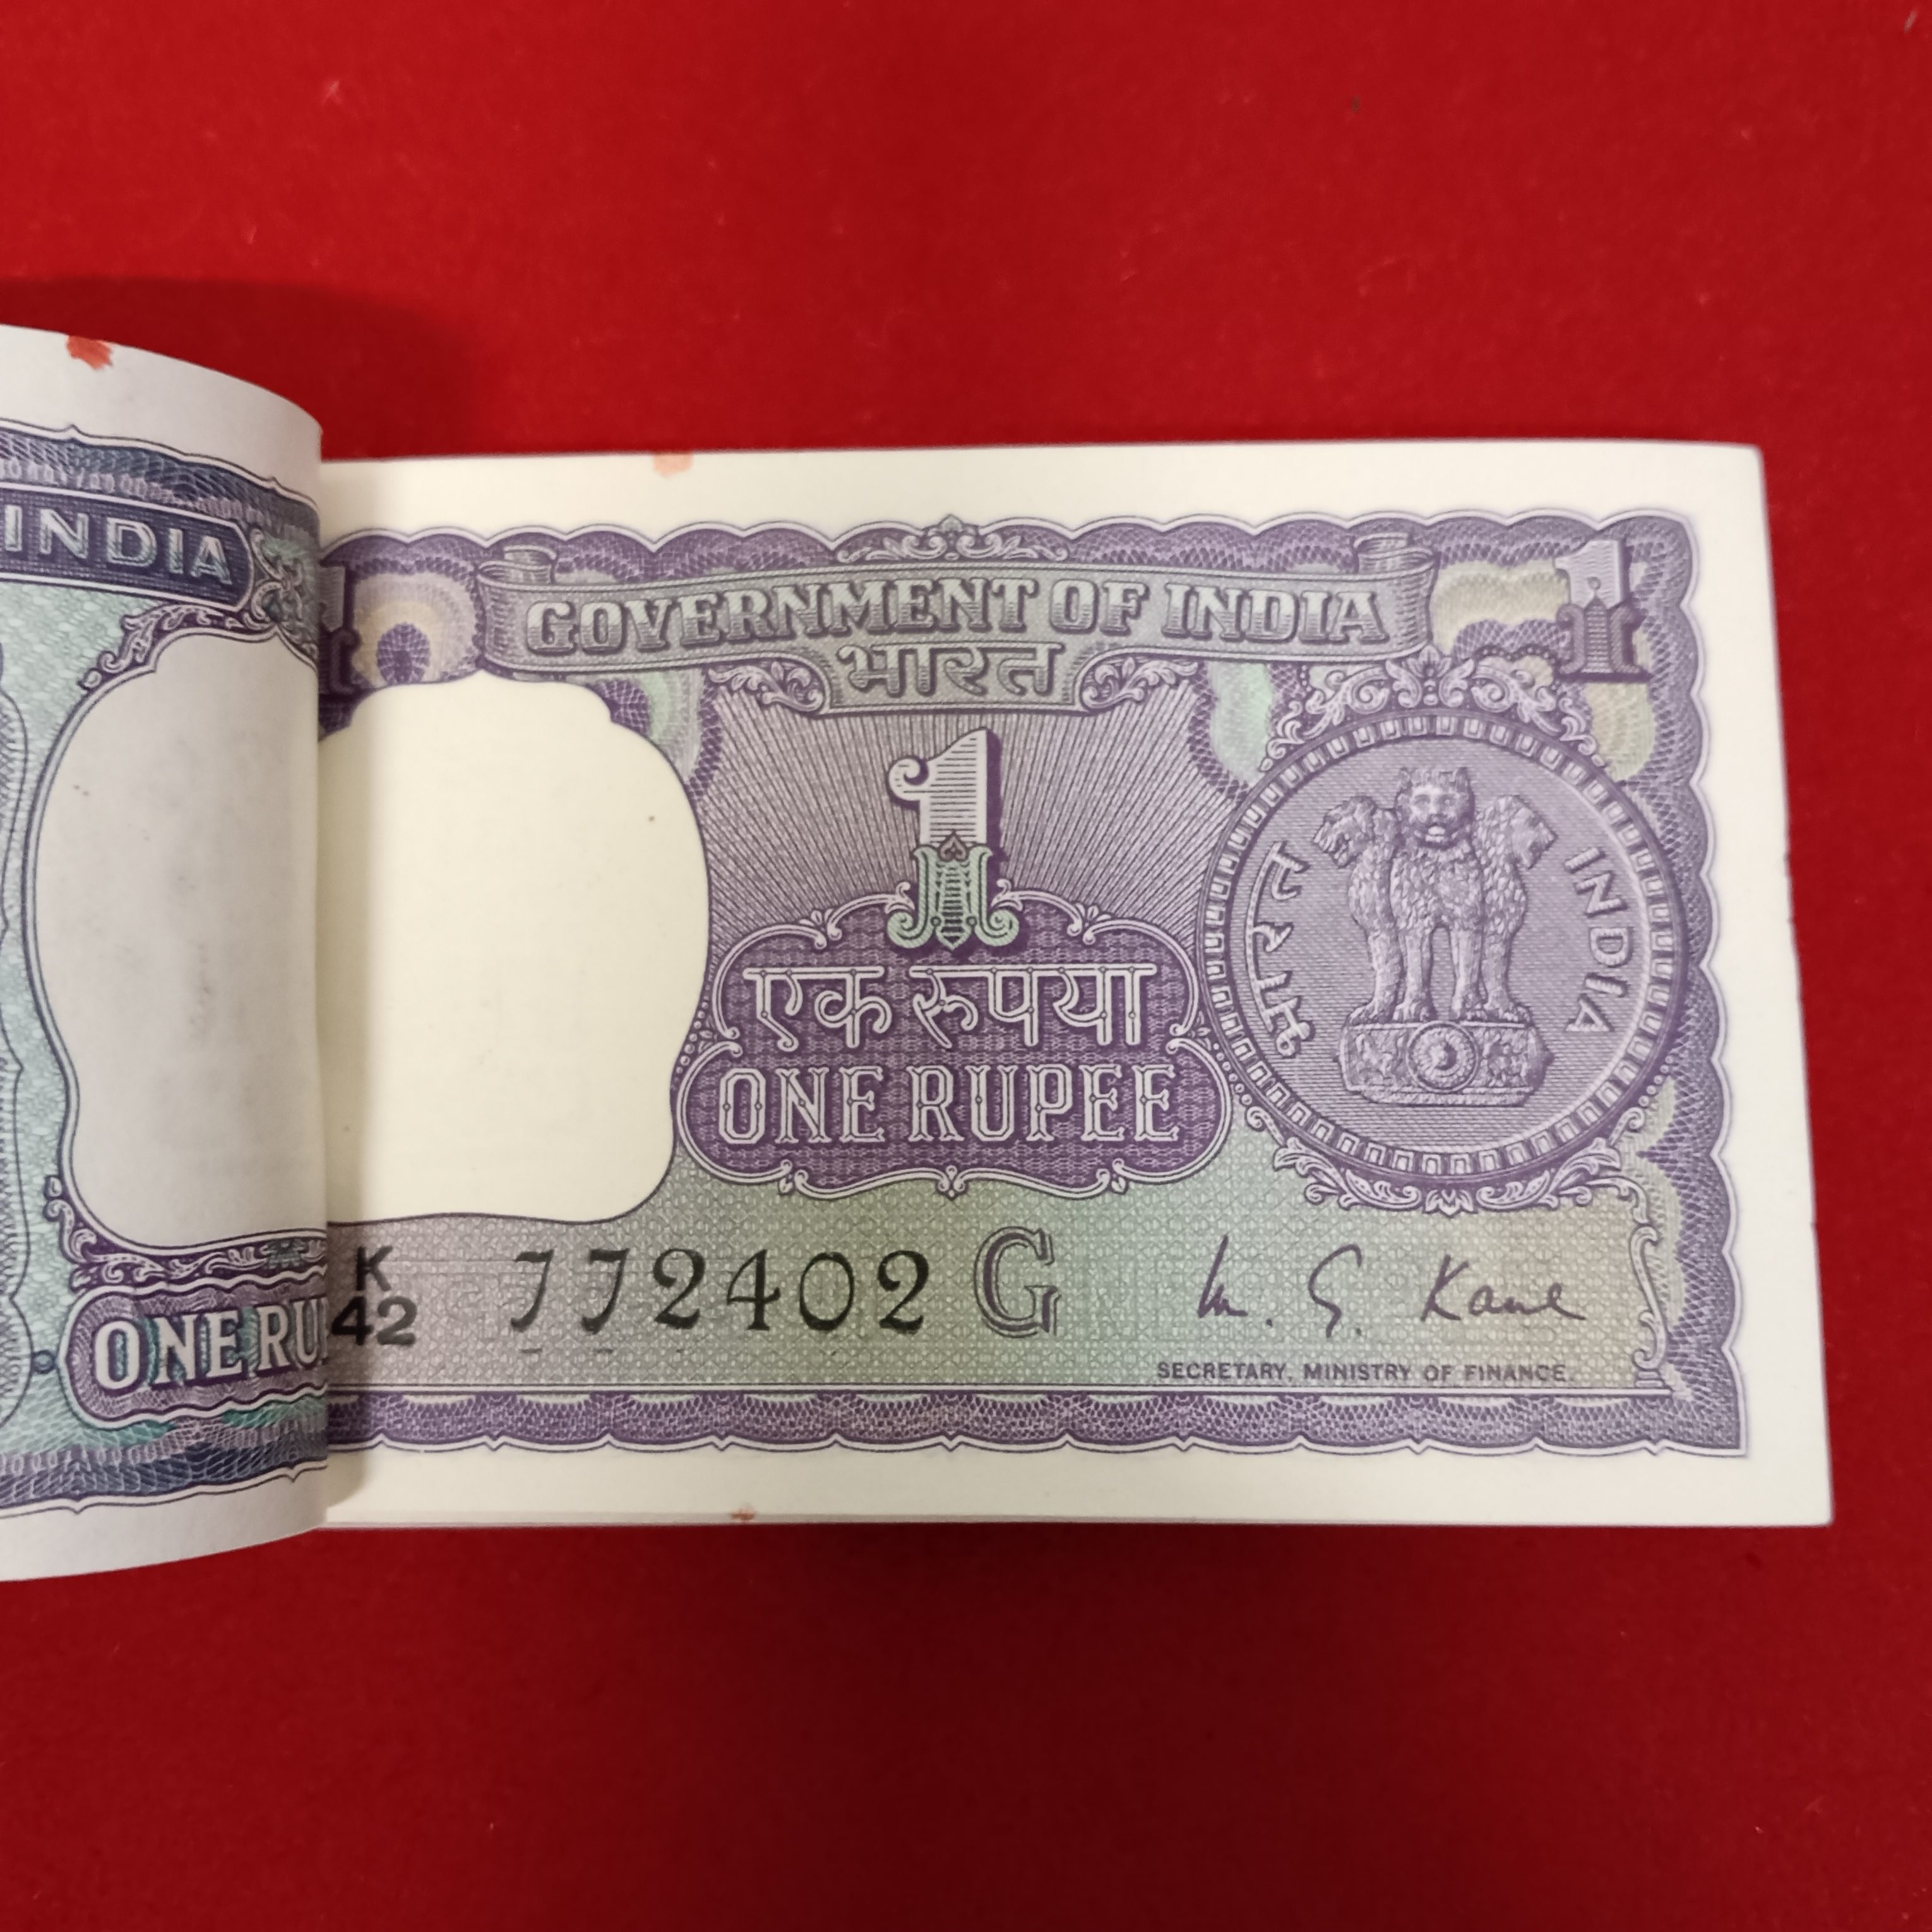 INDIA
ONE RU
1
GOVERNMENT OF INDIA
भारत
1
1
एक रुपया
ONE RUPEE
भारत
INDIA
K
42
772402 G
M. G. Kaul
SECRETARY, MINISTRY OF FINANCE.